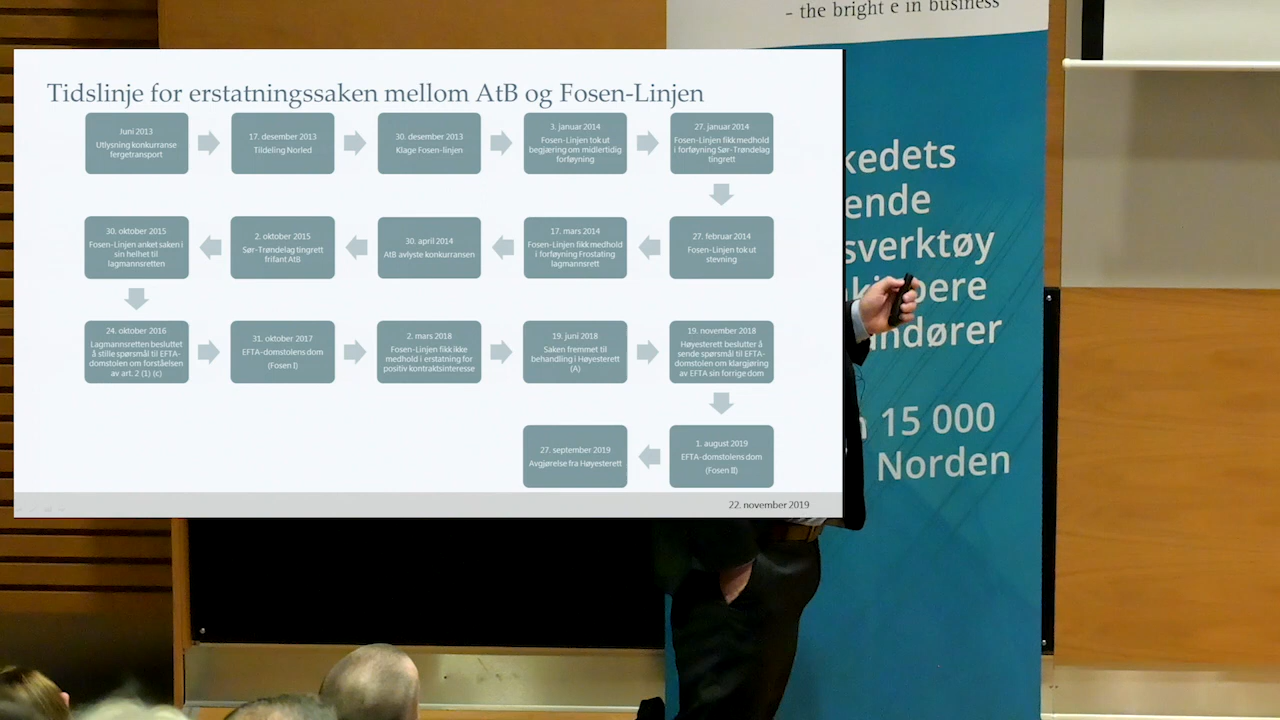 - the bright e in business
Tidslinje for erstatningssaken mellom AtB og Fosen-Linjen
Juni 2013
Utlysning konkurranse
fergetransport
17. desember 2013
Tildeling Norled
30. desember 2013
Klage Fosen-linjen
3. januar 2014
Fosen-Linjen tok ut
begjæring om midlertidig
forføyning
27. januar 2014
Fosen-Linjen fikk medhold
i forføyning Sør-Trøndelag
tingrett
27. februar 2014
Fosen-Linjen tok ut
stevning
17. mars 2014
Fosen-Linjen fikk medhold
i forføyning Frostating
lagmannsrett
30. april 2014
AtB avlyste konkurransen
2. oktober 2015
Sør-Trøndelag tingrett
frifant AtB
30. oktober 2015
Fosen-Linjen anket saken i
sin helhet til
lagmannsretten
24. oktober 2016
Lagmannsretten besluttet
å stille spørsmål til EFTA-
domstolen om forståelsen
av art. 2 (1) (c)
31. oktober 2017
EFTA-domstolens dom
(Fosen I)
2. mars 2018
Fosen-Linjen fikk ikke
medhold i erstatning for
positiv kontraktsinteresse
19. juni 2018
Saken fremmet til
behandling i Høyesterett
(A)
19. november 2018
Høyesterett beslutter å
sende spørsmål til EFTA-
domstolen om klargjøring
av EFTA sin forrige dom
1. august 2019
EFTA-domstolens dom
(Fosen II)
27. september 2019
Avgjørelse fra Høyesterett
22. november 2019
kedets
ende
sverktøy
pere
andører
15 000
Norden